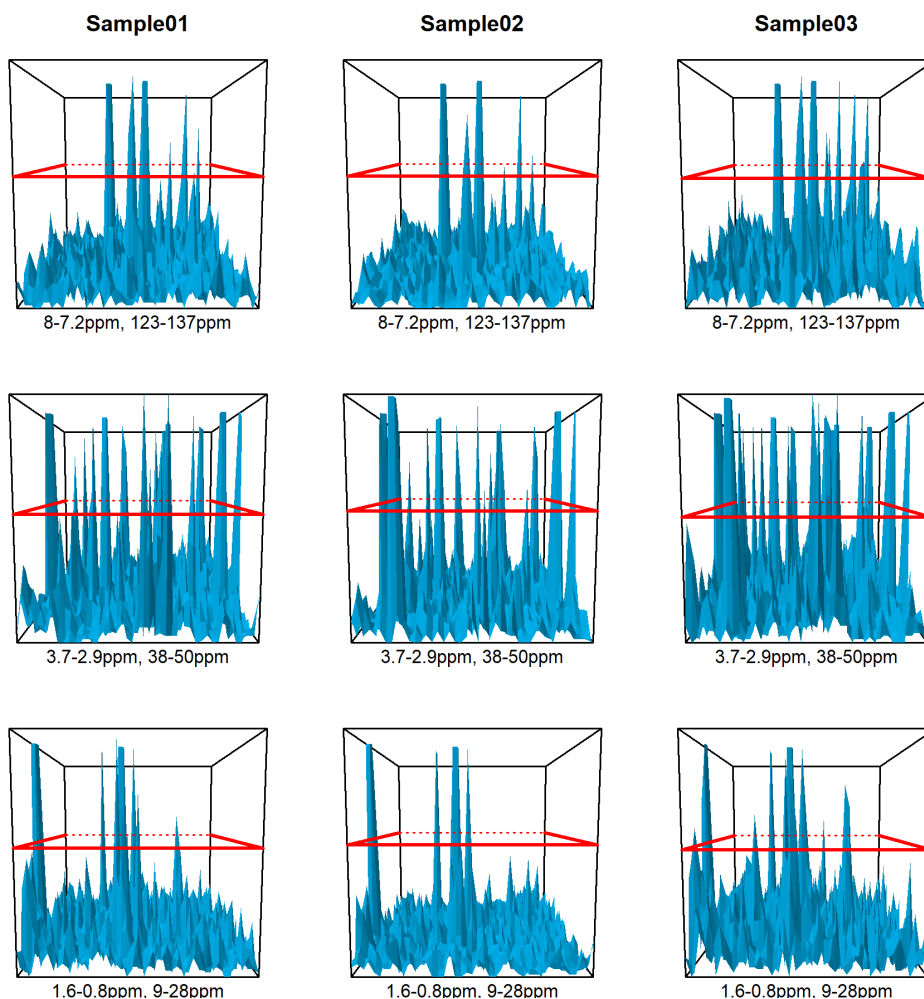 Sample01
Sample02
Sample03
8-7.2ppm, 123-137ppm
8-7.2ppm, 123-137ppm
8-7.2ppm, 123-137ppm
3.7-2.9ppm, 38-50ppm
3.7-2.9ppm, 38-50ppm
3.7-2.9ppm, 38-50ppm
1.6-0.8ppm, 9-28ppm
1.6-0.8ppm, 9-28ppm
1.6-0.8ppm, 9-28ppm